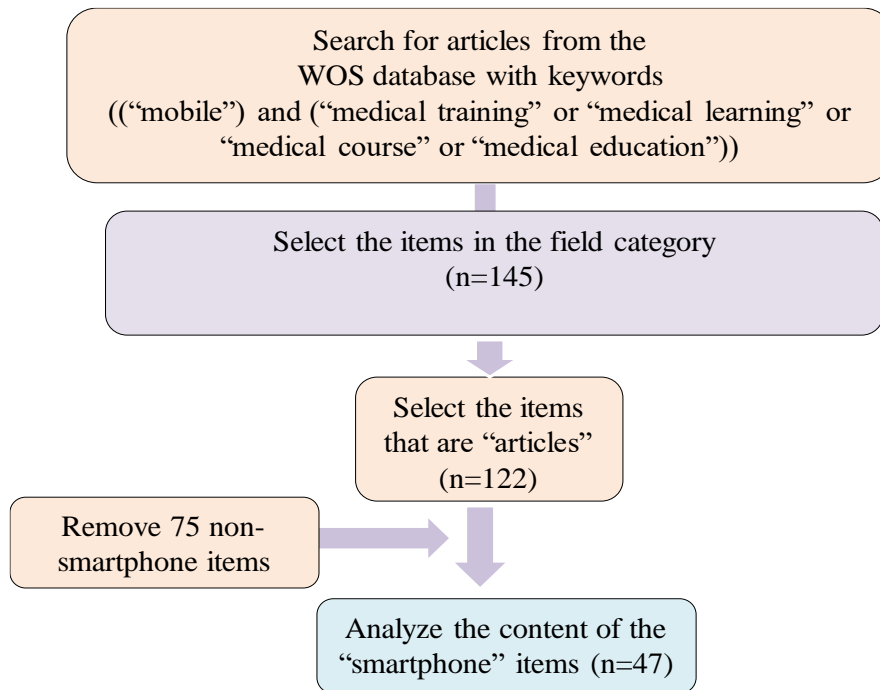 Search for articles from the
WOS database with keywords
((“mobile”) and (“medical training” or “medical learning” or
“medical course” or “medical education”))
Select the items in the field category
(n=145)
Select the items
that are “articles”
(n=122)
Remove 75 non-
smartphone items
Analyze the content of the
“smartphone” items (n=47)